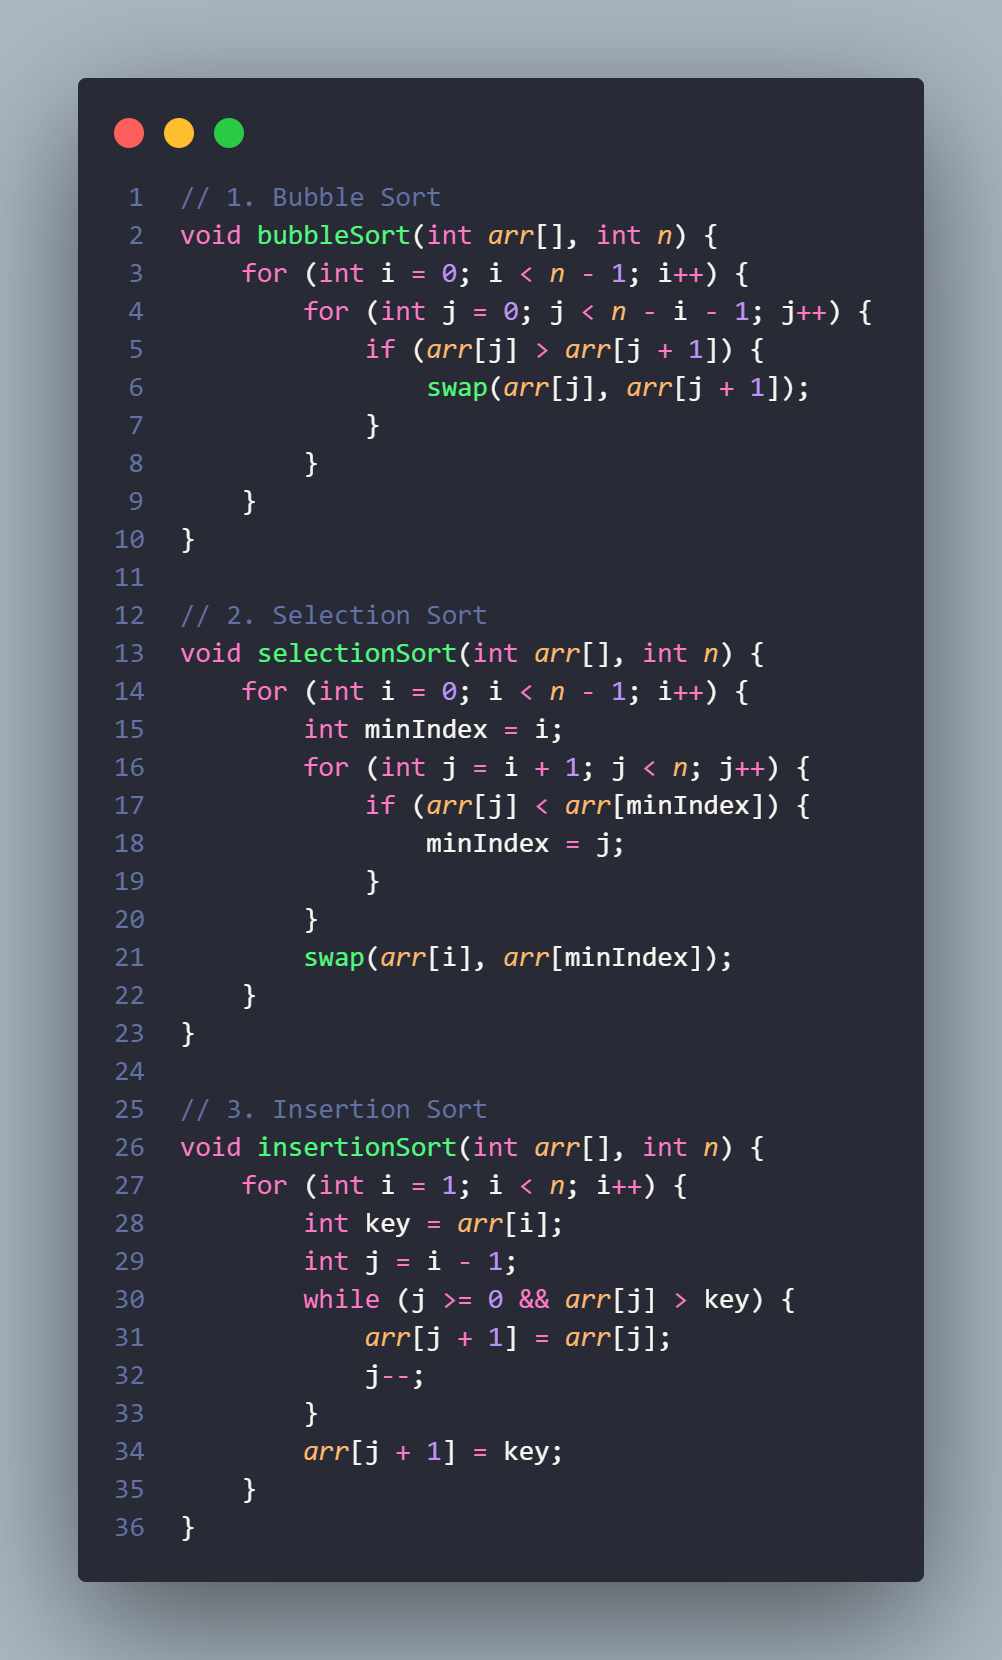 1 // 1. Bubble Sort
2 void bubbleSort(int arr[], int n) {
3     for (int i = 0; i < n - 1; i++) {
4         for (int j = 0; j < n - i - 1; j++) {
5             if (arr[j] > arr[j + 1]) {
6                 swap(arr[j], arr[j + 1]);
7             }
8         }
9     }
10 }
11
12 // 2. Selection Sort
13 void selectionSort(int arr[], int n) {
14     for (int i = 0; i < n - 1; i++) {
15         int minIndex = i;
16         for (int j = i + 1; j < n; j++) {
17             if (arr[j] < arr[minIndex]) {
18                 minIndex = j;
19             }
20         }
21         swap(arr[i], arr[minIndex]);
22     }
23 }
24
25 // 3. Insertion Sort
26 void insertionSort(int arr[], int n) {
27     for (int i = 1; i < n; i++) {
28         int key = arr[i];
29         int j = i - 1;
30         while (j >= 0 && arr[j] > key) {
31             arr[j + 1] = arr[j];
32             j--;
33         }
34         arr[j + 1] = key;
35     }
36 }